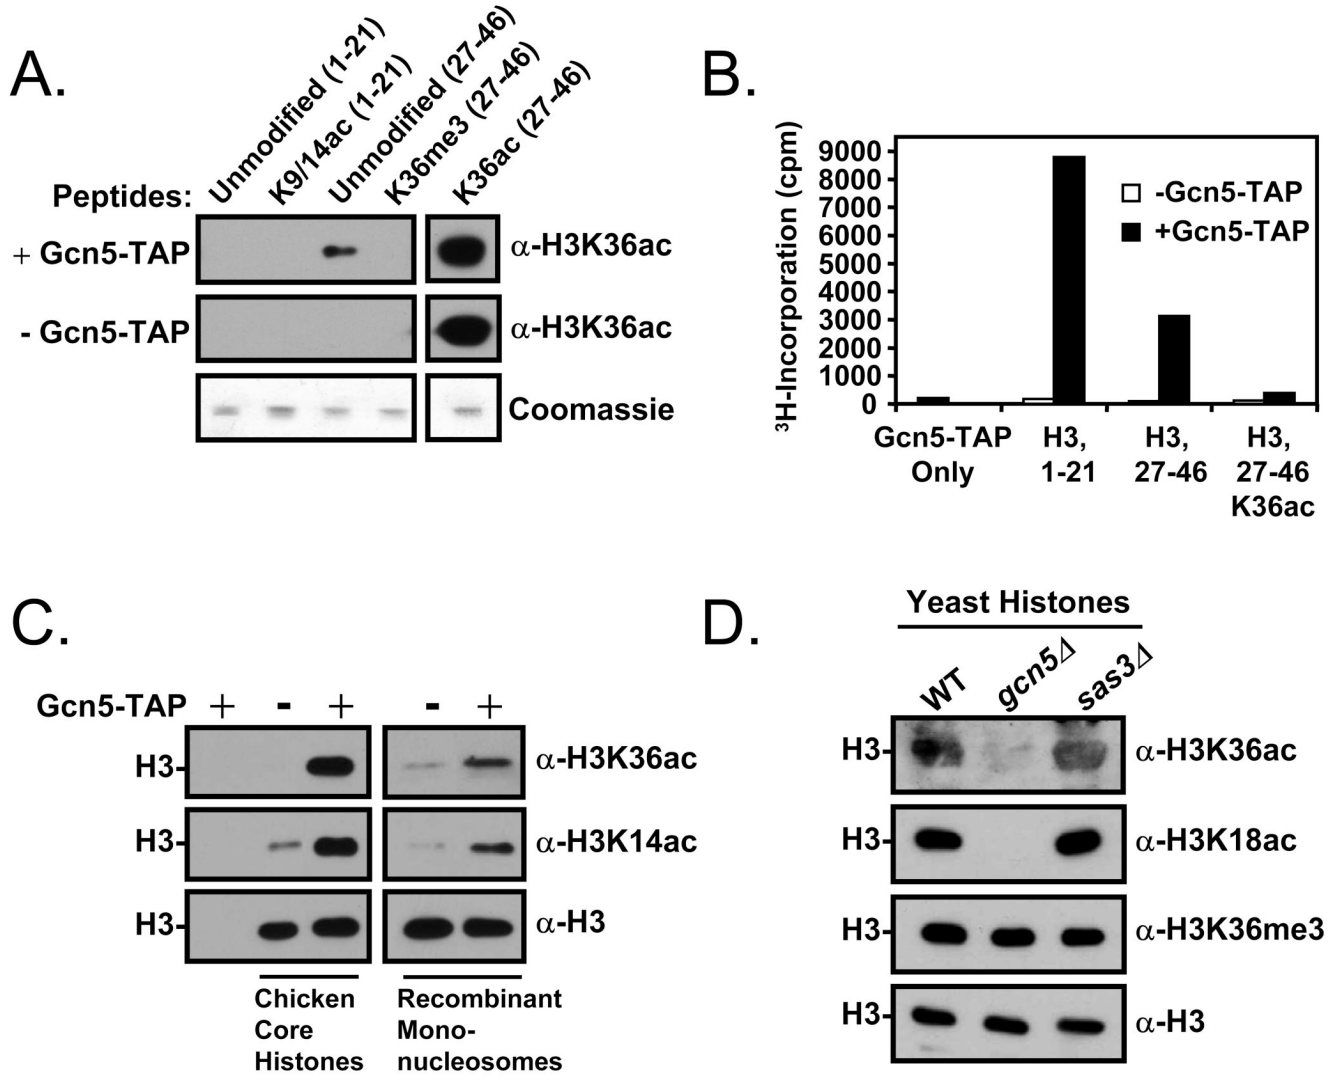 A.
Peptides:
Unmodified (1-21)
K9/14ac (1-21)
Unmodified (27-46)
K36me3 (27-46)
K36ac (27-46)
+ Gcn5-TAP
α-H3K36ac
- Gcn5-TAP
α-H3K36ac
Coomassie
B.
³H-Incorporation (cpm)
9000
8000
7000
6000
5000
4000
3000
2000
1000
0
-Gcn5-TAP
+Gcn5-TAP
Gcn5-TAP Only
H3, 1-21
H3, 27-46
H3, 27-46 K36ac
C.
Gcn5-TAP + - + - +
H3- α-H3K36ac
H3- α-H3K14ac
H3- α-H3
Chicken Core Histones
Recombinant Mono-nucleosomes
D.
Yeast Histones
WT gcn5Δ sas3Δ
H3- α-H3K36ac
H3- α-H3K18ac
H3- α-H3K36me3
H3- α-H3